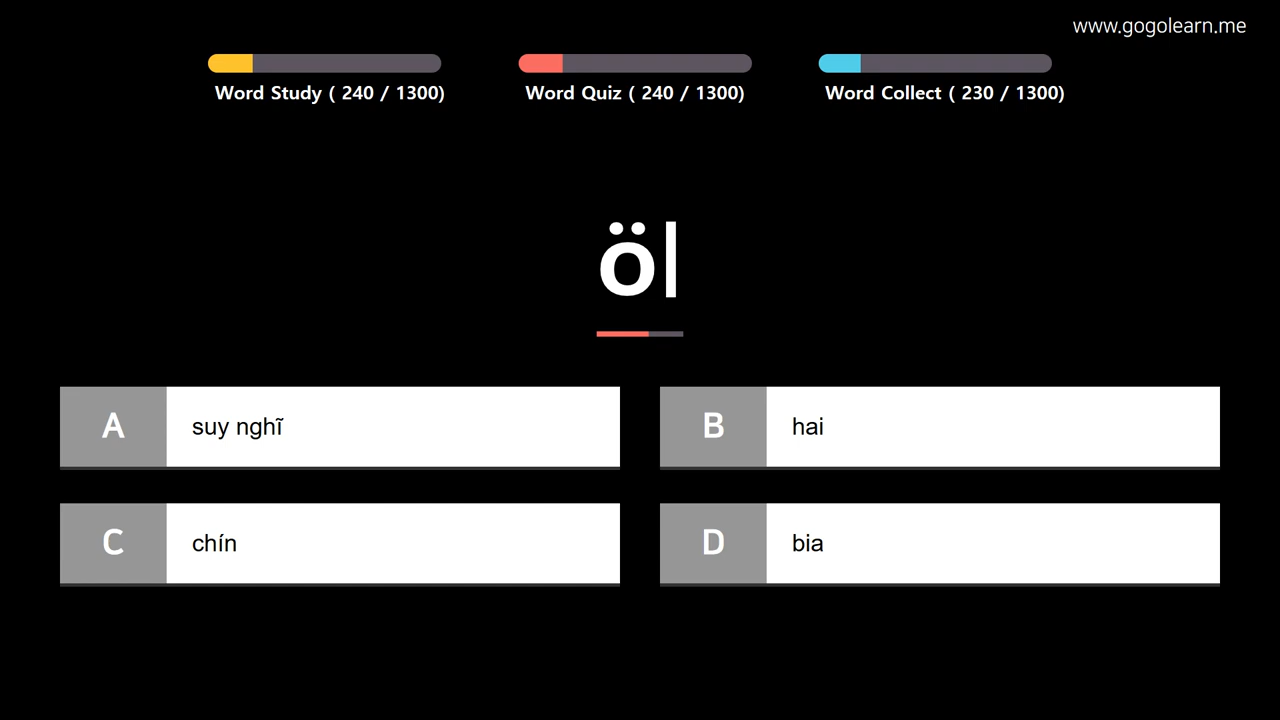 www.gogolearn.me
Word Study ( 240 / 1300)
Word Quiz ( 240 / 1300)
Word Collect ( 230 / 1300)
öl
A suy nghĩ
B hai
C chín
D bia